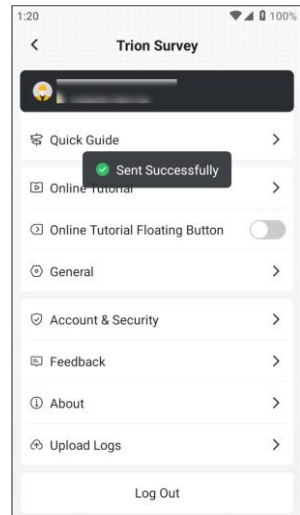 1:20
100%
Trion Survey
Quick Guide
Sent Successfully
Online Tutorial
Online Tutorial Floating Button
General
Account & Security
Feedback
About
Upload Logs
Log Out